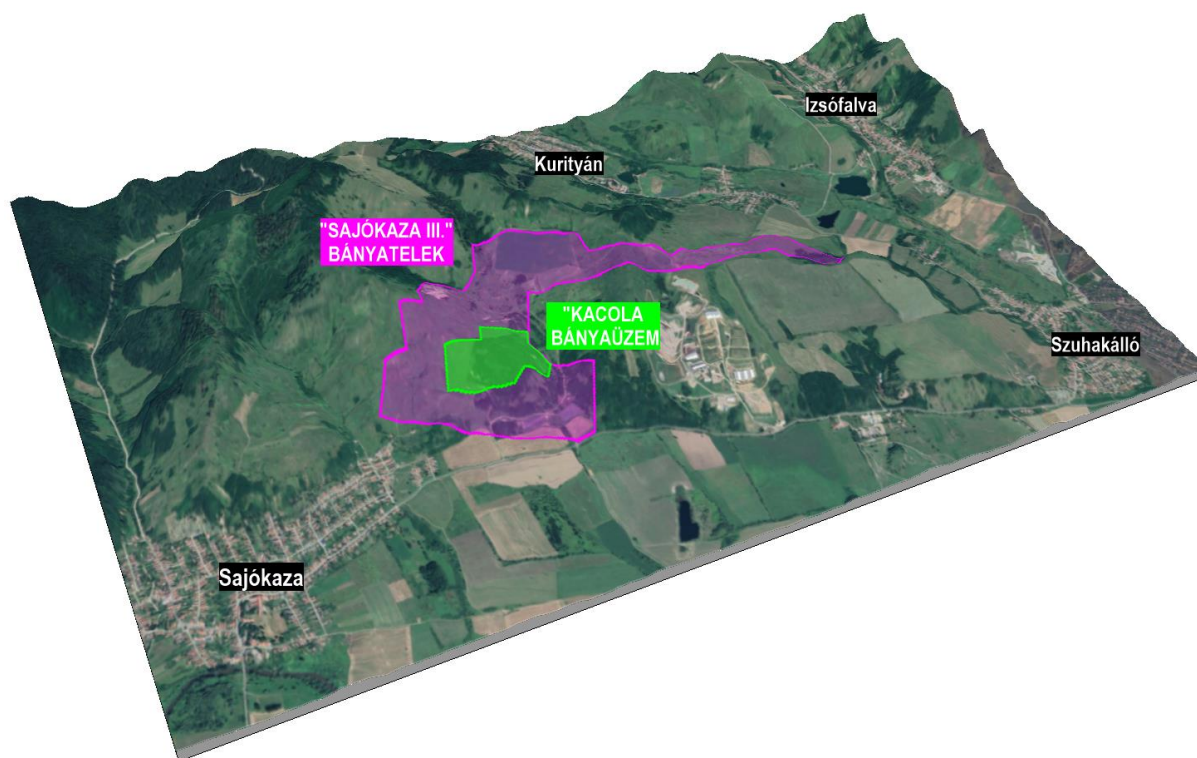 Izsófalva
Kurityán
"SAJÓKAZA III."
BÁNYATELEK
"KACOLA
BÁNYAÜZEM
Szuhakálló
Sajókaza